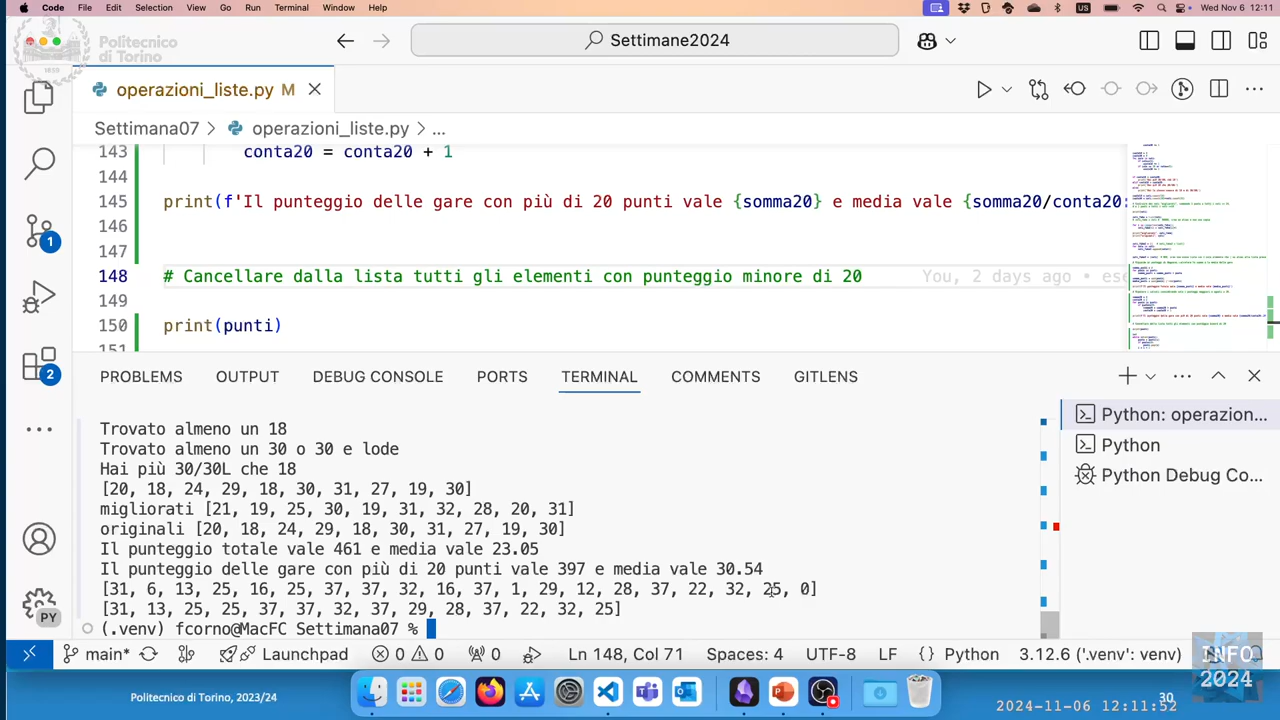 Code File Edit Selection View Go Run Terminal Window Help US Wed Nov 6 12:11
Politecnico
di Torino
Settimane2024
operazioni_liste.py M
Settimana07 > operazioni_liste.py > ...
143 conta20 = conta20 + 1
144
145 print(f'Il punteggio delle gare con più di 20 punti vale {somma20} e media vale {somma20/conta20:
146
147
148 # Cancellare dalla lista tutti gli elementi con punteggio minore di 20 You, 2 days ago • ese
149
150 print(punti)
151
PROBLEMS OUTPUT DEBUG CONSOLE PORTS TERMINAL COMMENTS GITLENS
Trovato almeno un 18
Trovato almeno un 30 o 30 e lode
Hai più 30/30L che 18
[20, 18, 24, 29, 18, 30, 31, 27, 19, 30]
migliorati [21, 19, 25, 30, 19, 31, 32, 28, 20, 31]
originali [20, 18, 24, 29, 18, 30, 31, 27, 19, 30]
Il punteggio totale vale 461 e media vale 23.05
Il punteggio delle gare con più di 20 punti vale 397 e media vale 30.54
[31, 6, 13, 25, 16, 25, 37, 37, 32, 16, 37, 1, 29, 12, 28, 37, 22, 32, 25, 0]
[31, 13, 25, 25, 37, 37, 32, 37, 29, 28, 37, 22, 32, 25]
(.venv) fcorno@MacFC Settimana07 %
Python: operazion...
Python
Python Debug Co...
1
2
PY
main* Launchpad 0 0 0 Ln 148, Col 71 Spaces: 4 UTF-8 LF {} Python 3.12.6 ('.venv': venv)
INFO
2024
Politecnico di Torino, 2023/24
30
2024-11-06 12:11:52